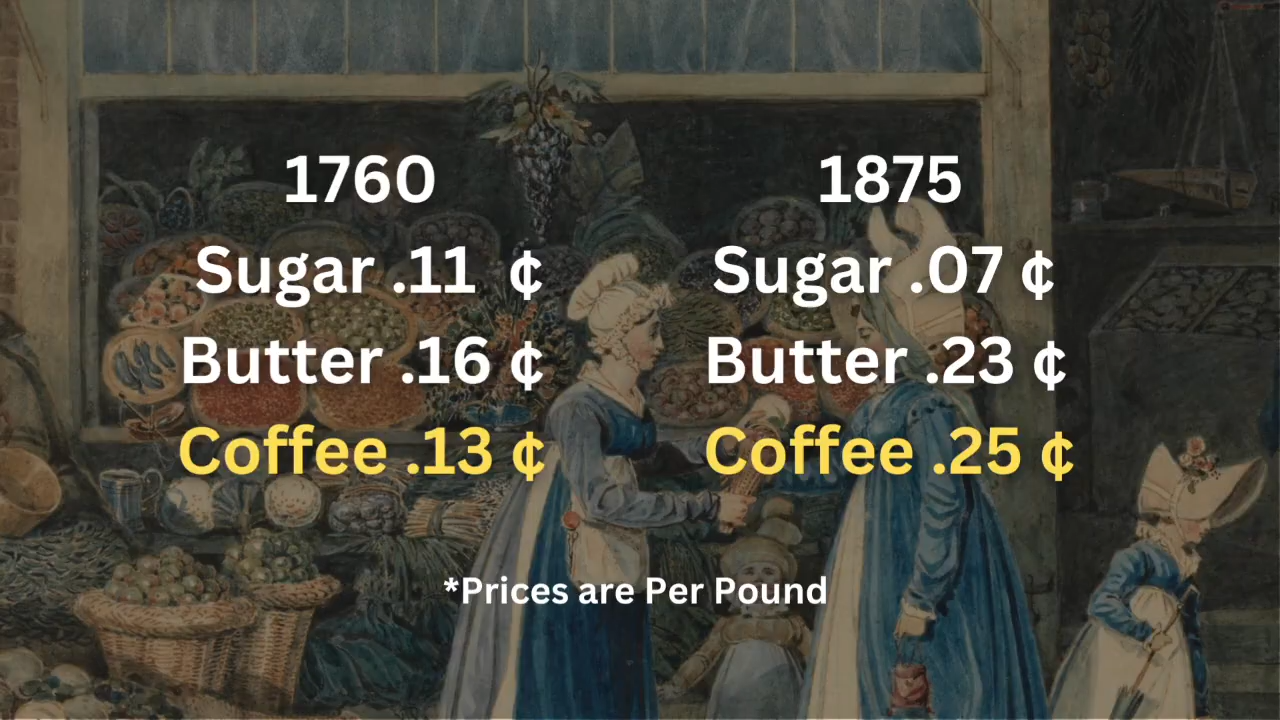 1760
Sugar .11 ¢
Butter .16 ¢
Coffee .13 ¢
1875
Sugar .07 ¢
Butter .23 ¢
Coffee .25 ¢
*Prices are Per Pound